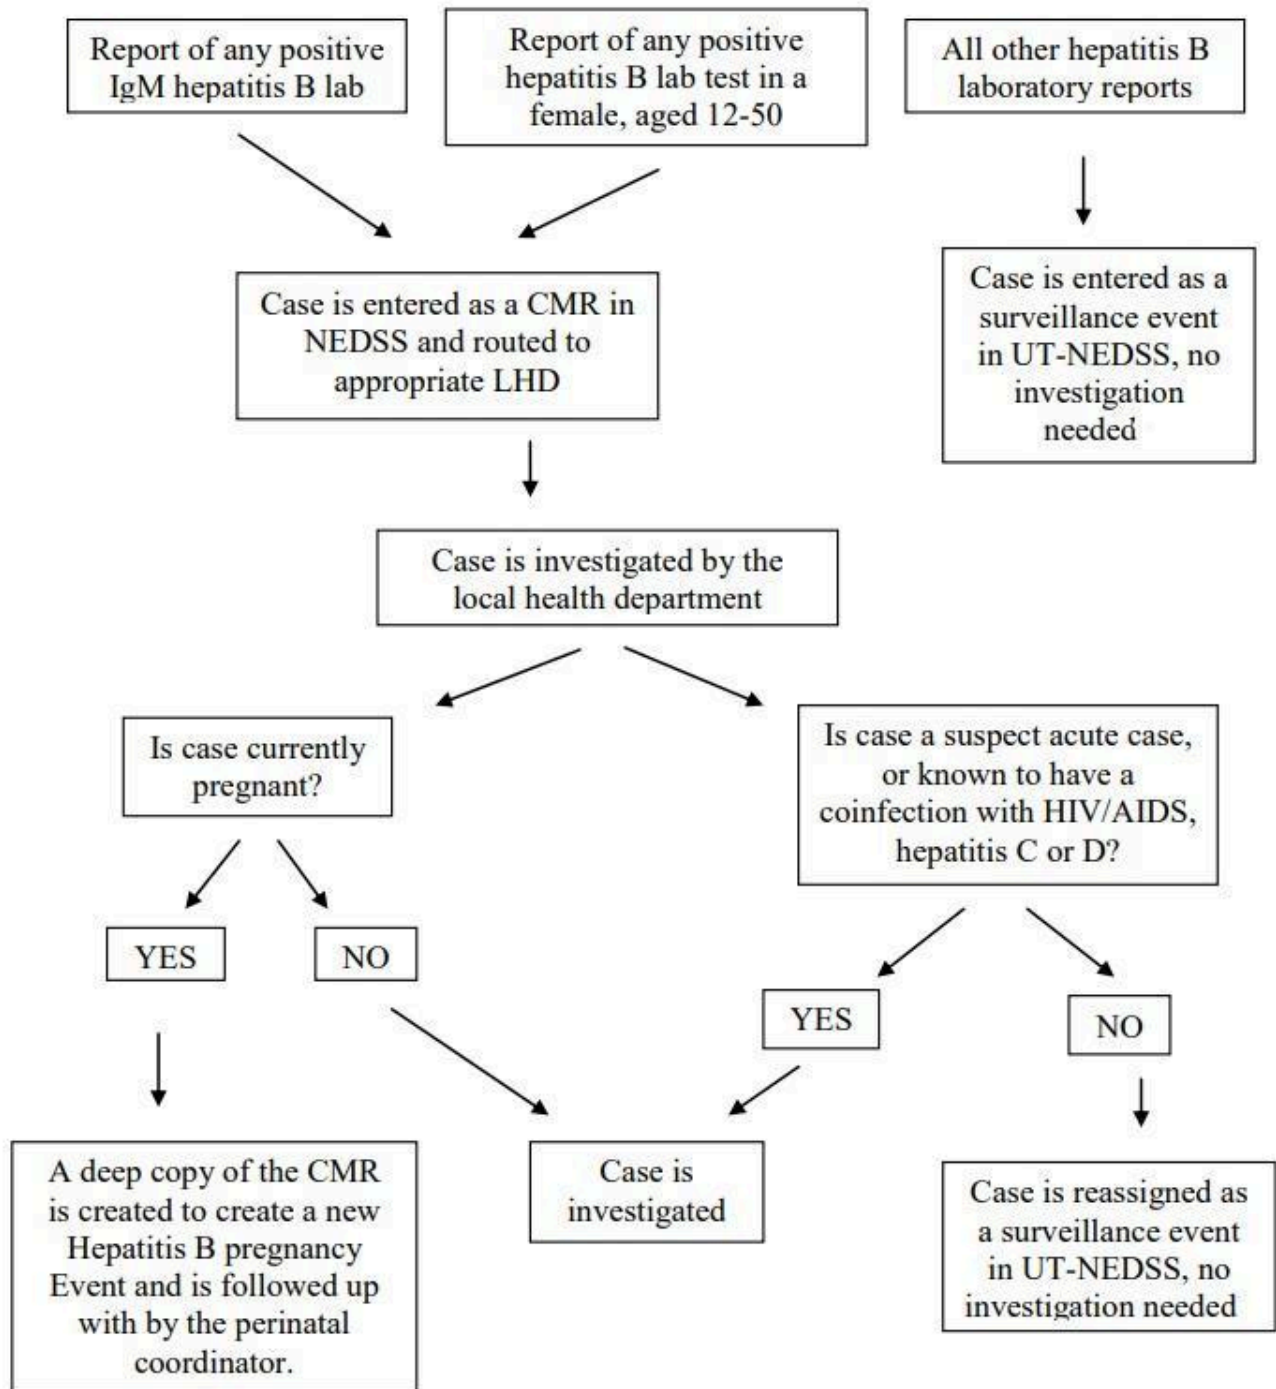 Report of any positive
IgM hepatitis B lab
Report of any positive
hepatitis B lab test in a
female, aged 12-50
All other hepatitis B
laboratory reports
Case is entered as a CMR in
NEDSS and routed to
appropriate LHD
Case is entered as a
surveillance event
in UT-NEDSS, no
investigation
needed
Case is investigated by the
local health department
Is case currently
pregnant?
Is case a suspect acute case,
or known to have a
coinfection with HIV/AIDS,
hepatitis C or D?
YES
NO
YES
NO
A deep copy of the CMR
is created to create a new
Hepatitis B pregnancy
Event and is followed up
with by the perinatal
coordinator.
Case is
investigated
Case is reassigned as
a surveillance event
in UT-NEDSS, no
investigation needed